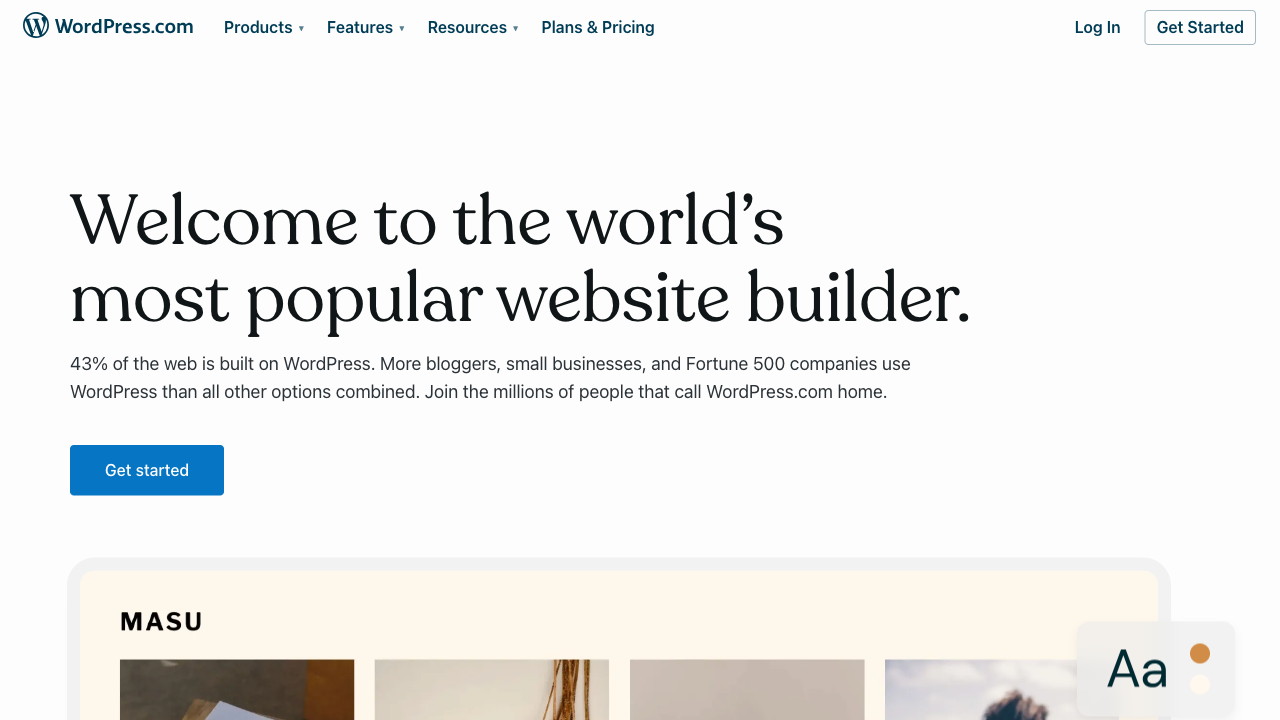 WordPress.com
Products ▾
Features ▾
Resources ▾
Plans & Pricing
Log In
Get Started
Welcome to the world’s
most popular website builder.
43% of the web is built on WordPress. More bloggers, small businesses, and Fortune 500 companies use
WordPress than all other options combined. Join the millions of people that call WordPress.com home.
Get started
MASU
Aa